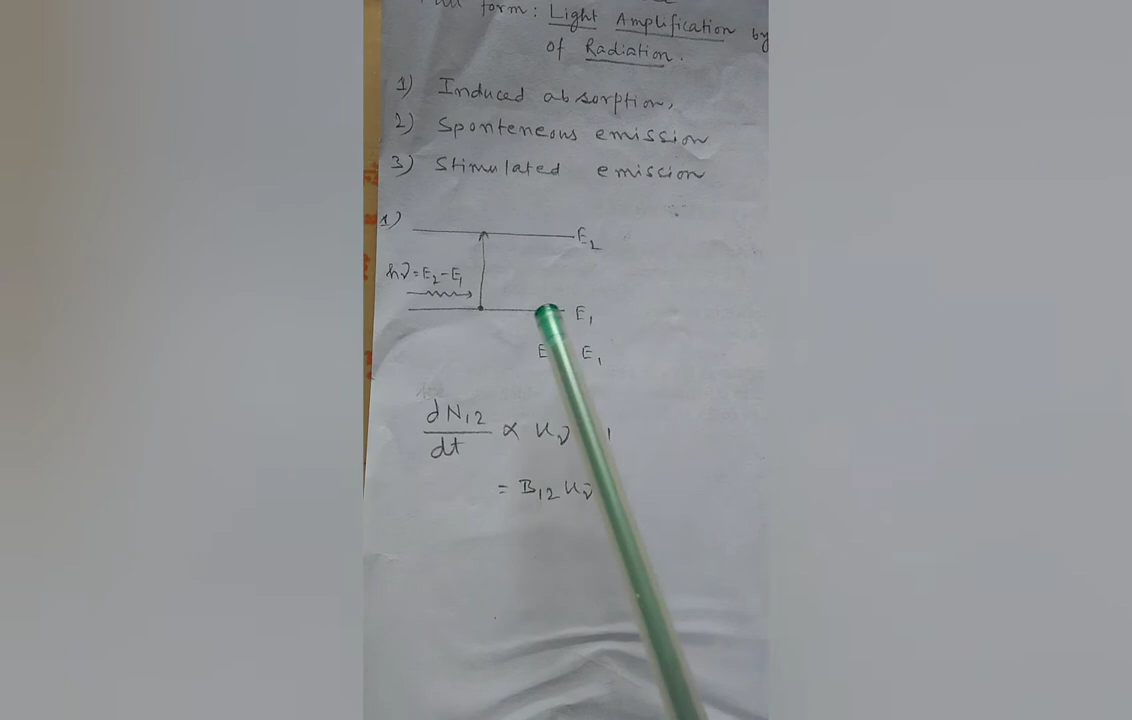 form: Light Amplification by
of Radiation.
1) Induced absorption,
2) Sponteneous emission
3) Stimulated emission
1)
E₂
hν = E₂-E₁
E₁
E E₁
dN₁₂
dt
∝ uν
= B₁₂ uν